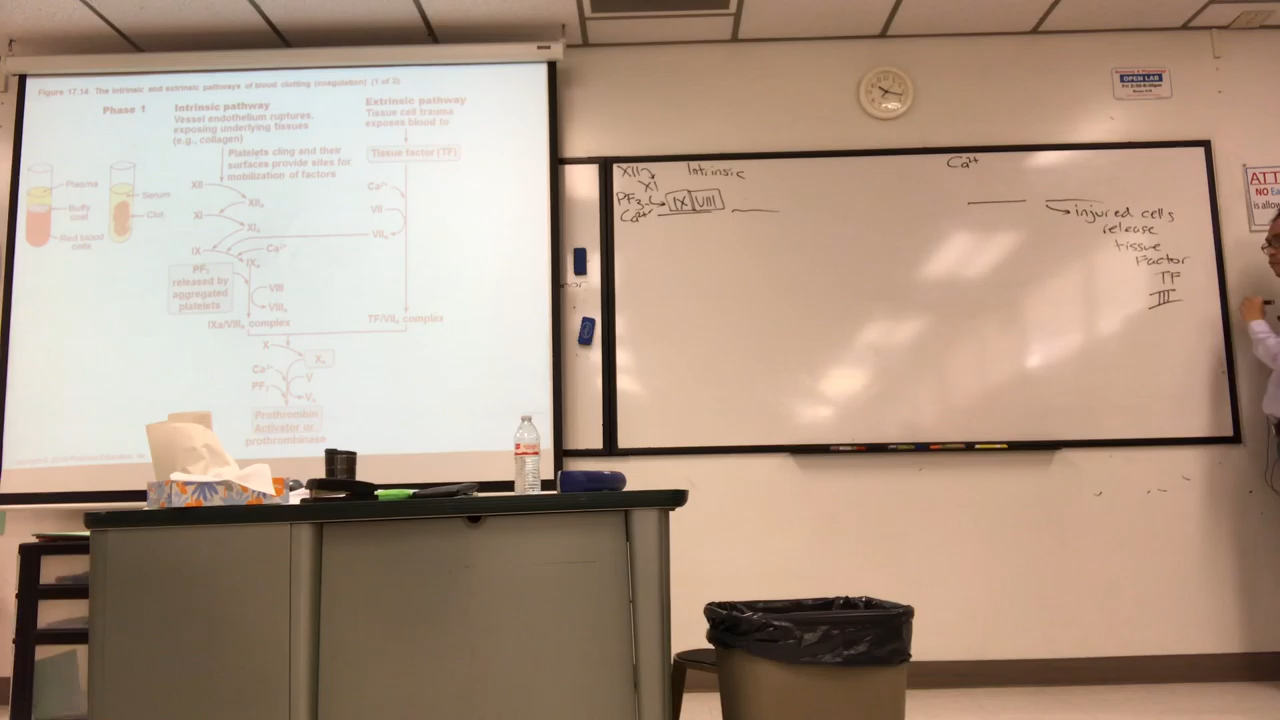 Figure 17.14 The intrinsic and extrinsic pathways of blood clotting (coagulation) (1 of 2)
Phase 1
Intrinsic pathway
Vessel endothelium ruptures,
exposing underlying tissues
(e.g., collagen)
Extrinsic pathway
Tissue cell trauma
exposes blood to
Platelets cling and their
surfaces provide sites for
mobilization of factors
Tissue factor (TF)
Plasma
Buffy
coat
Red blood
cells
Serum
Clot
XII
XIIa
XI
XIa
IX
Ca2+
IXa
Ca2+
VII
VIIa
PF3
released by
aggregated
platelets
VIII
VIIIa
IXa/VIIIa complex
TF/VIIa complex
X
Xa
Ca2+
PF3
V
Va
Prothrombin
Activator or
prothrombinase
XII
XI
Intrinsic
PF3
IX VIII
Ca2+
Ca2+
injured cells
release
tissue
Factor
TF
III
OPEN LAB
ATT
NO Ea
is allow